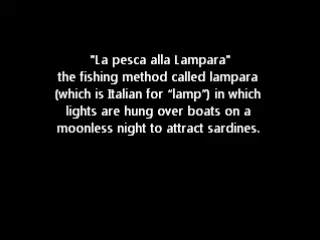 "La pesca alla Lampara"
the fishing method called lampara
(which is Italian for “lamp”) in which
lights are hung over boats on a
moonless night to attract sardines.